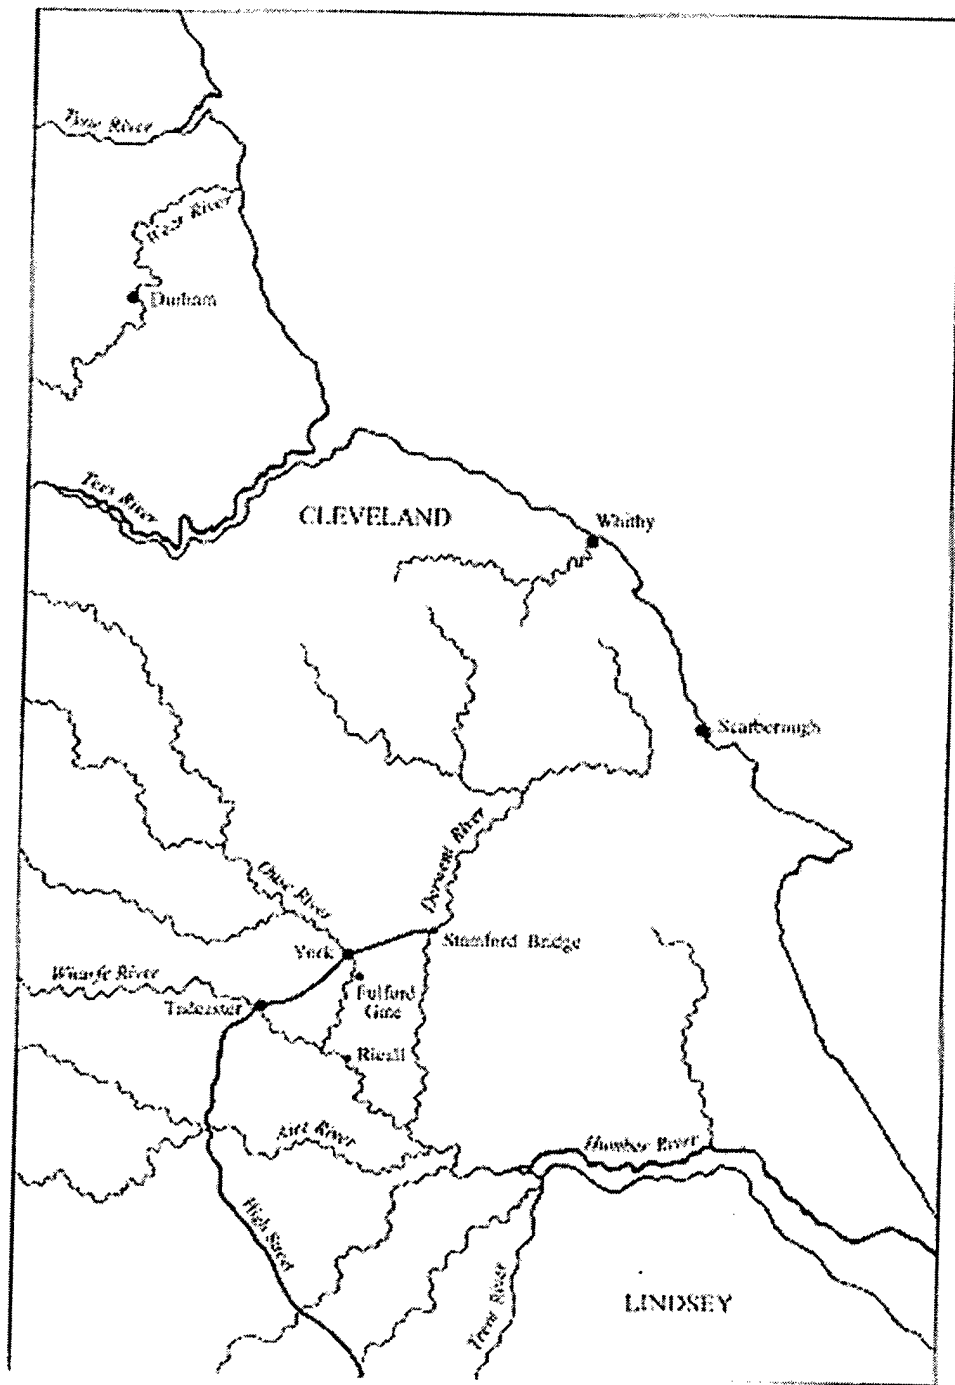 Tyne River
Wear River
Durham
Tees River
CLEVELAND
Whitby
Scarborough
Ouse River
Derwent River
York
Stamford Bridge
Wharfe River
Tadcaster
Fulford
Gate
Ricall
Aire River
Humber River
High Street
Trent River
LINDSEY